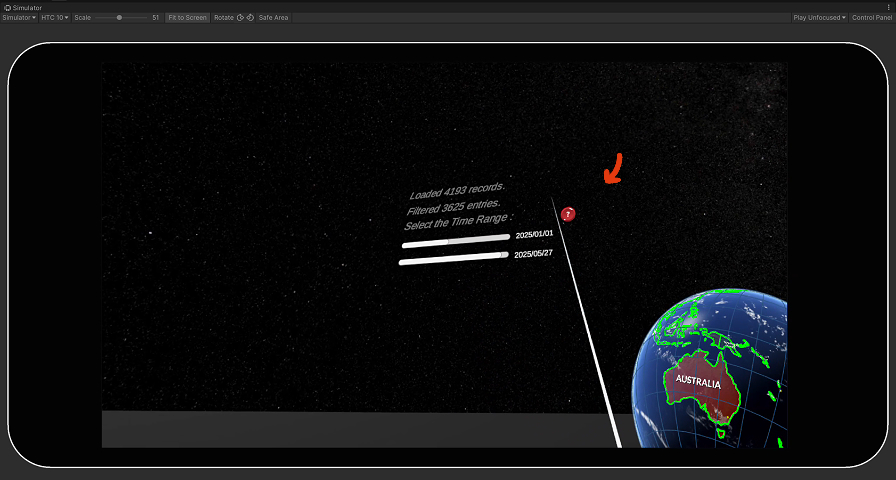 Simulator
Simulator HTC 10 Scale 51 Fit to Screen Rotate Safe Area Play Unfocused Control Panel
Loaded 4193 records.
Filtered 3625 entries.
Select the Time Range :
2025/01/01
?
2025/05/27
AUSTRALIA